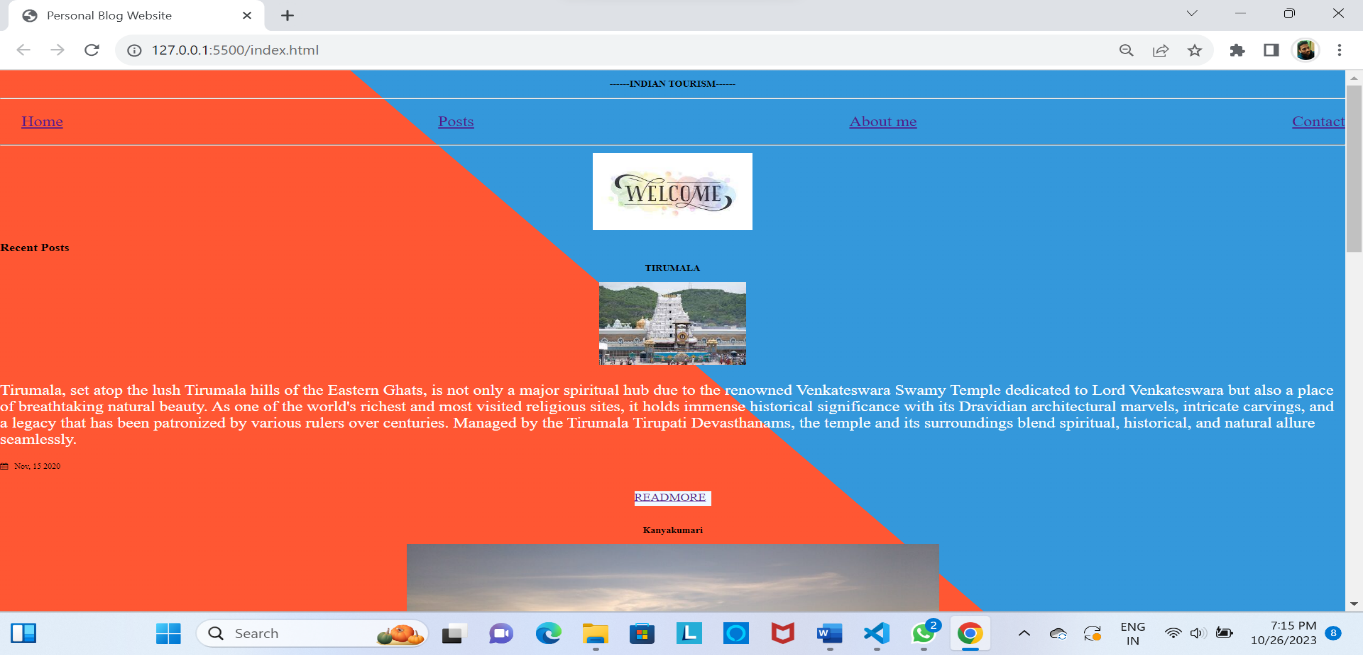 Personal Blog Website
127.0.0.1:5500/index.html
------INDIAN TOURISM------
Home Posts About me Contact
WELCOME
Recent Posts
TIRUMALA
Tirumala, set atop the lush Tirumala hills of the Eastern Ghats, is not only a major spiritual hub due to the renowned Venkateswara Swamy Temple dedicated to Lord Venkateswara but also a place
of breathtaking natural beauty. As one of the world's richest and most visited religious sites, it holds immense historical significance with its Dravidian architectural marvels, intricate carvings, and
a legacy that has been patronized by various rulers over centuries. Managed by the Tirumala Tirupati Devasthanams, the temple and its surroundings blend spiritual, historical, and natural allure
seamlessly.
Nov, 15 2020
READMORE
Kanyakumari
Search
2
ENG
IN
7:15 PM
10/26/2023
8